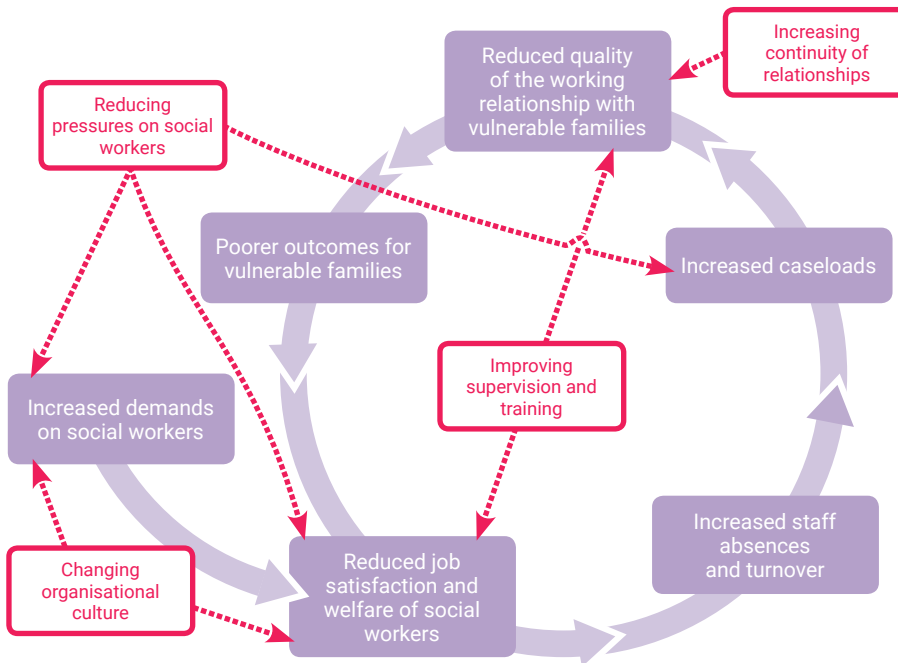 Increasing
continuity of
relationships
Reduced quality
of the working
relationship with
vulnerable families
Reducing
pressures on social
workers
Poorer outcomes for
vulnerable families
Increased caseloads
Improving
supervision and
training
Increased demands
on social workers
Increased staff
absences
and turnover
Changing
organisational
culture
Reduced job
satisfaction and
welfare of social
workers